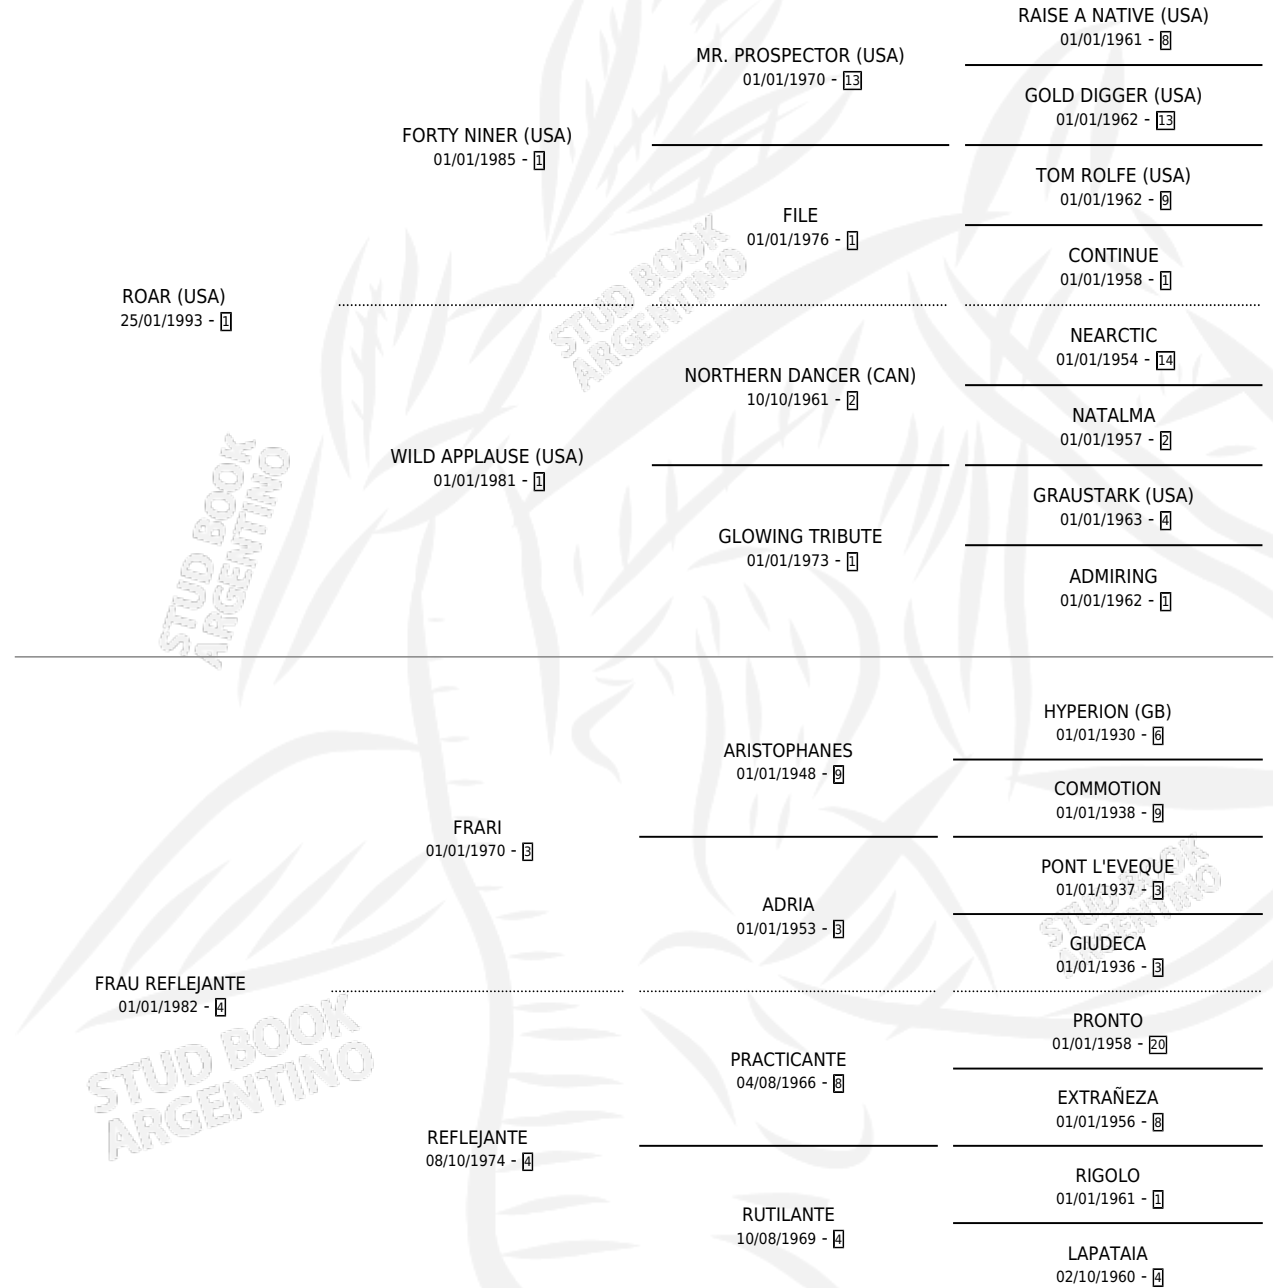 RAISE A NATIVE (USA)
01/01/1961 - 8
MR. PROSPECTOR (USA)
01/01/1970 - 13
GOLD DIGGER (USA)
01/01/1962 - 13
FORTY NINER (USA)
01/01/1985 - 1
TOM ROLFE (USA)
01/01/1962 - 9
FILE
01/01/1976 - 1
CONTINUE
01/01/1958 - 1
ROAR (USA)
25/01/1993 - 1
NEARCTIC
01/01/1954 - 14
NORTHERN DANCER (CAN)
10/10/1961 - 2
NATALMA
01/01/1957 - 2
WILD APPLAUSE (USA)
01/01/1981 - 1
GRAUSTARK (USA)
01/01/1963 - 4
GLOWING TRIBUTE
01/01/1973 - 1
ADMIRING
01/01/1962 - 1
HYPERION (GB)
01/01/1930 - 6
ARISTOPHANES
01/01/1948 - 9
COMMOTION
01/01/1938 - 9
FRARI
01/01/1970 - 3
PONT L'EVEQUE
01/01/1937 - 3
ADRIA
01/01/1953 - 3
GIUDECA
01/01/1936 - 3
FRAU REFLEJANTE
01/01/1982 - 4
PRONTO
01/01/1958 - 20
PRACTICANTE
04/08/1966 - 8
EXTRAÑEZA
01/01/1956 - 8
REFLEJANTE
08/10/1974 - 4
RIGOLO
01/01/1961 - 1
RUTILANTE
10/08/1969 - 4
LAPATAIA
02/10/1960 - 4
STUD BOOK
ARGENTINO
STUD BOOK
ARGENTINO
STUD BOOK
ARGENTINO
STUD BOOK
ARGENTINO